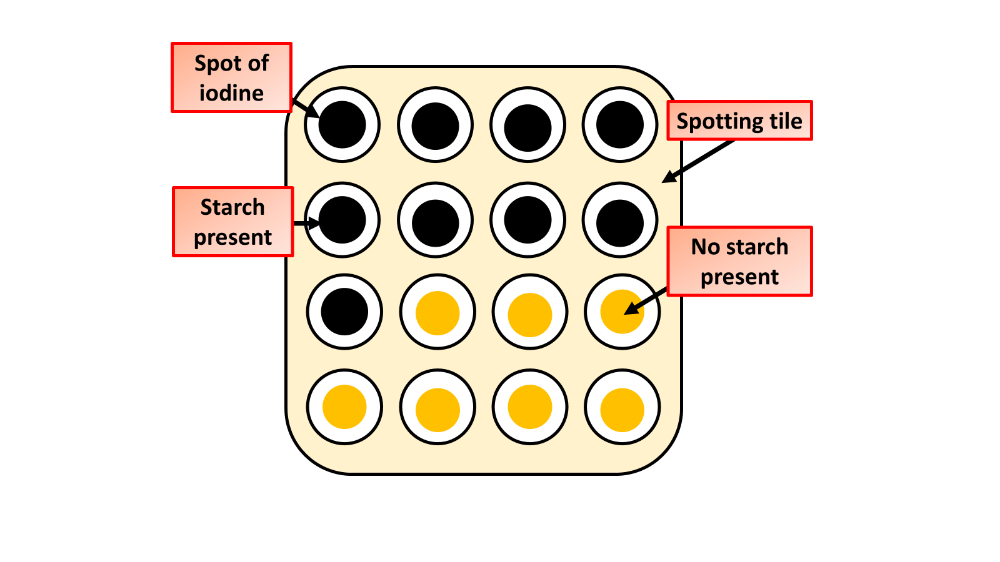 Spot of
iodine
Spotting tile
Starch
present
No starch
present